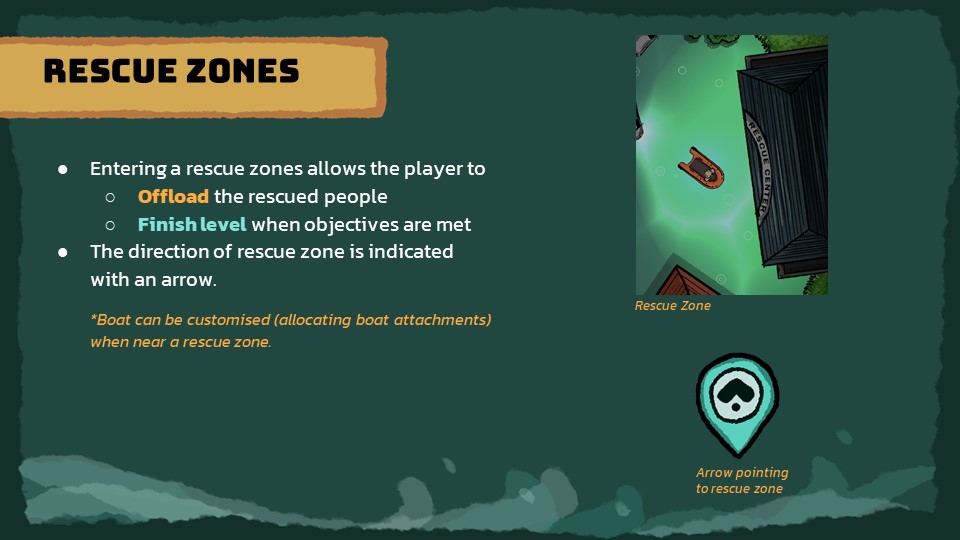 RESCUE ZONES
● Entering a rescue zones allows the player to
○ Offload the rescued people
○ Finish level when objectives are met
● The direction of rescue zone is indicated
with an arrow.
*Boat can be customised (allocating boat attachments)
when near a rescue zone.
RESCUE CENTER
Rescue Zone
Arrow pointing
to rescue zone